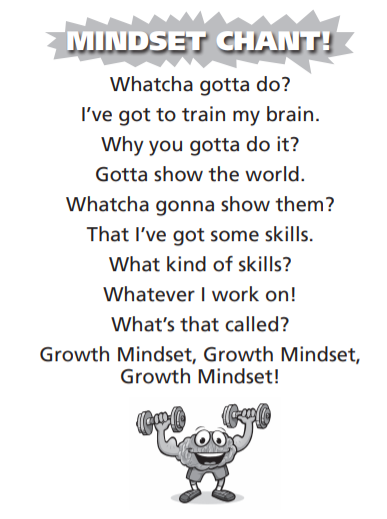 MINDSET CHANT!
Whatcha gotta do?
I’ve got to train my brain.
Why you gotta do it?
Gotta show the world.
Whatcha gonna show them?
That I’ve got some skills.
What kind of skills?
Whatever I work on!
What’s that called?
Growth Mindset, Growth Mindset,
Growth Mindset!